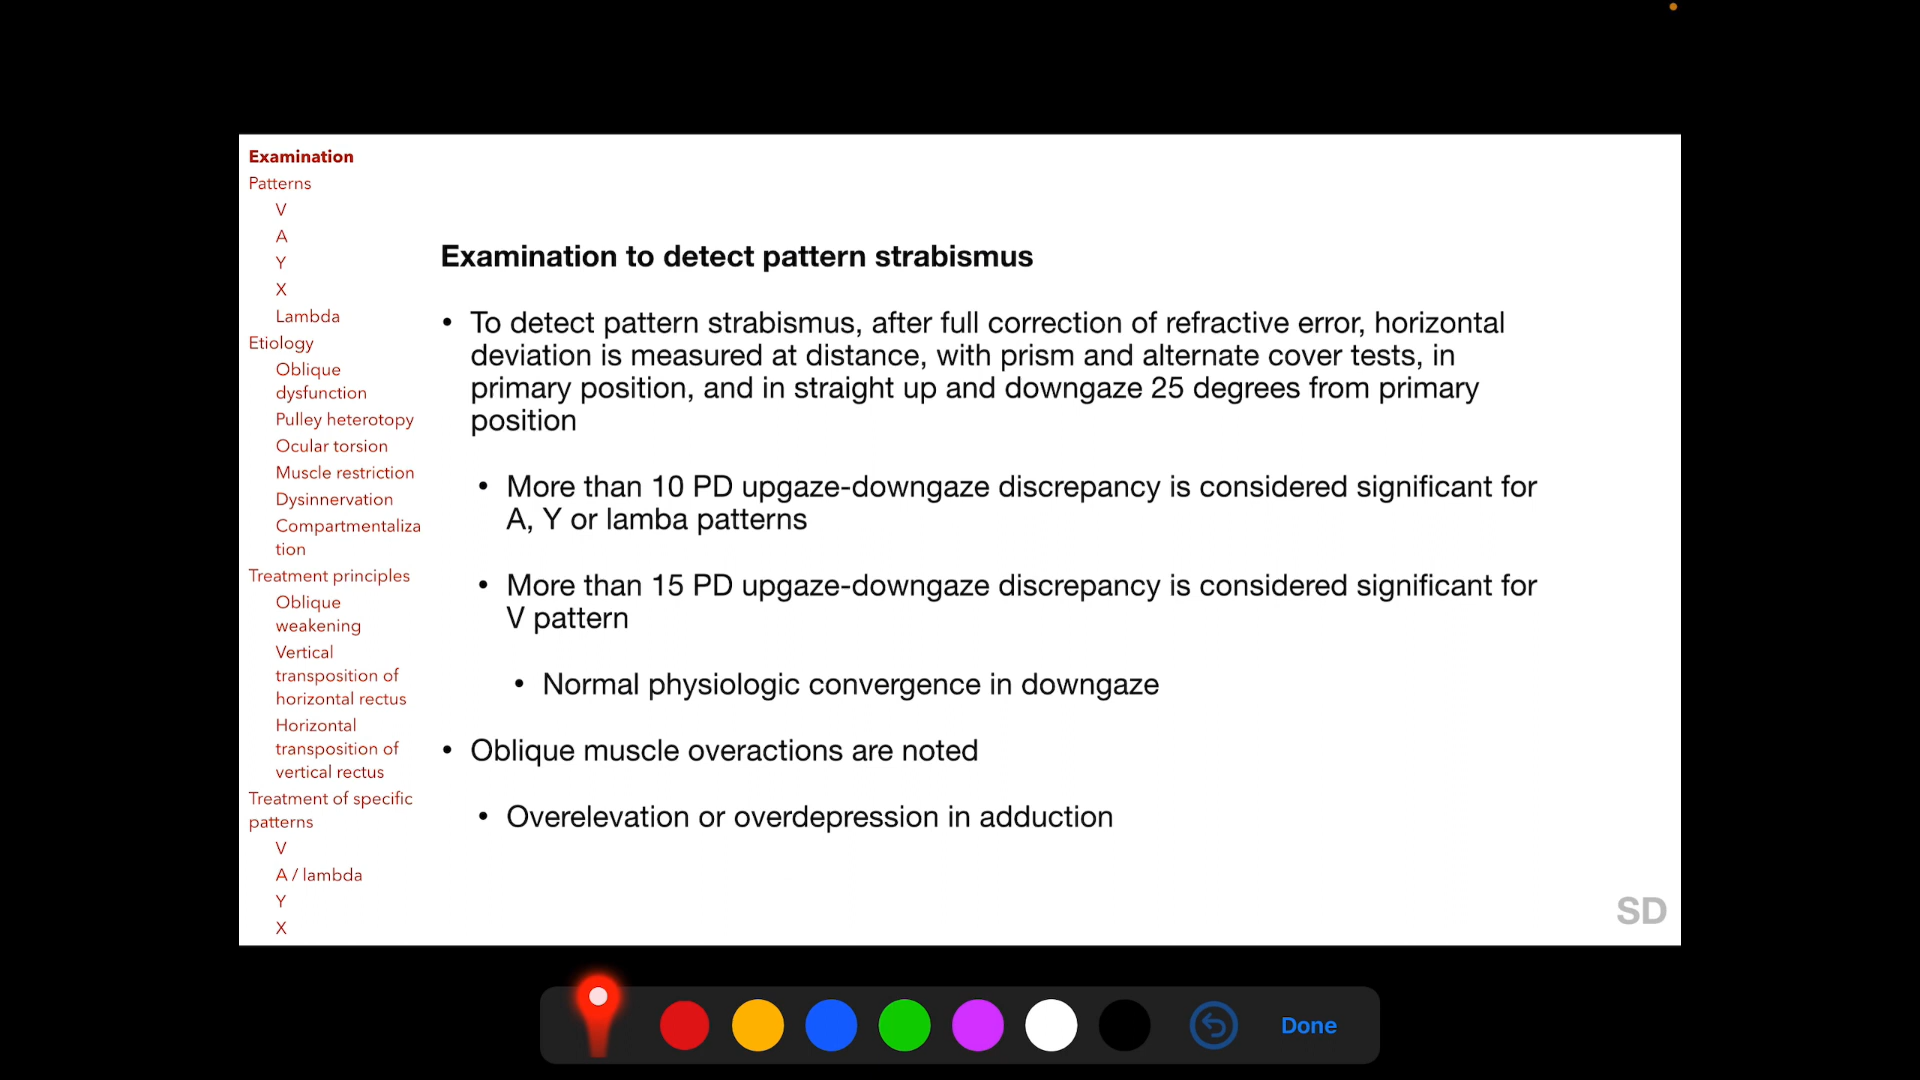 Examination
Patterns
V
A
Y
X
Lambda
Etiology
Oblique
dysfunction
Pulley heterotopy
Ocular torsion
Muscle restriction
Dysinnervation
Compartmentaliza
tion
Treatment principles
Oblique
weakening
Vertical
transposition of
horizontal rectus
Horizontal
transposition of
vertical rectus
Treatment of specific
patterns
V
A / lambda
Y
X
Examination to detect pattern strabismus
• To detect pattern strabismus, after full correction of refractive error, horizontal
deviation is measured at distance, with prism and alternate cover tests, in
primary position, and in straight up and downgaze 25 degrees from primary
position
• More than 10 PD upgaze-downgaze discrepancy is considered significant for
A, Y or lamba patterns
• More than 15 PD upgaze-downgaze discrepancy is considered significant for
V pattern
• Normal physiologic convergence in downgaze
• Oblique muscle overactions are noted
• Overelevation or overdepression in adduction
SD
Done